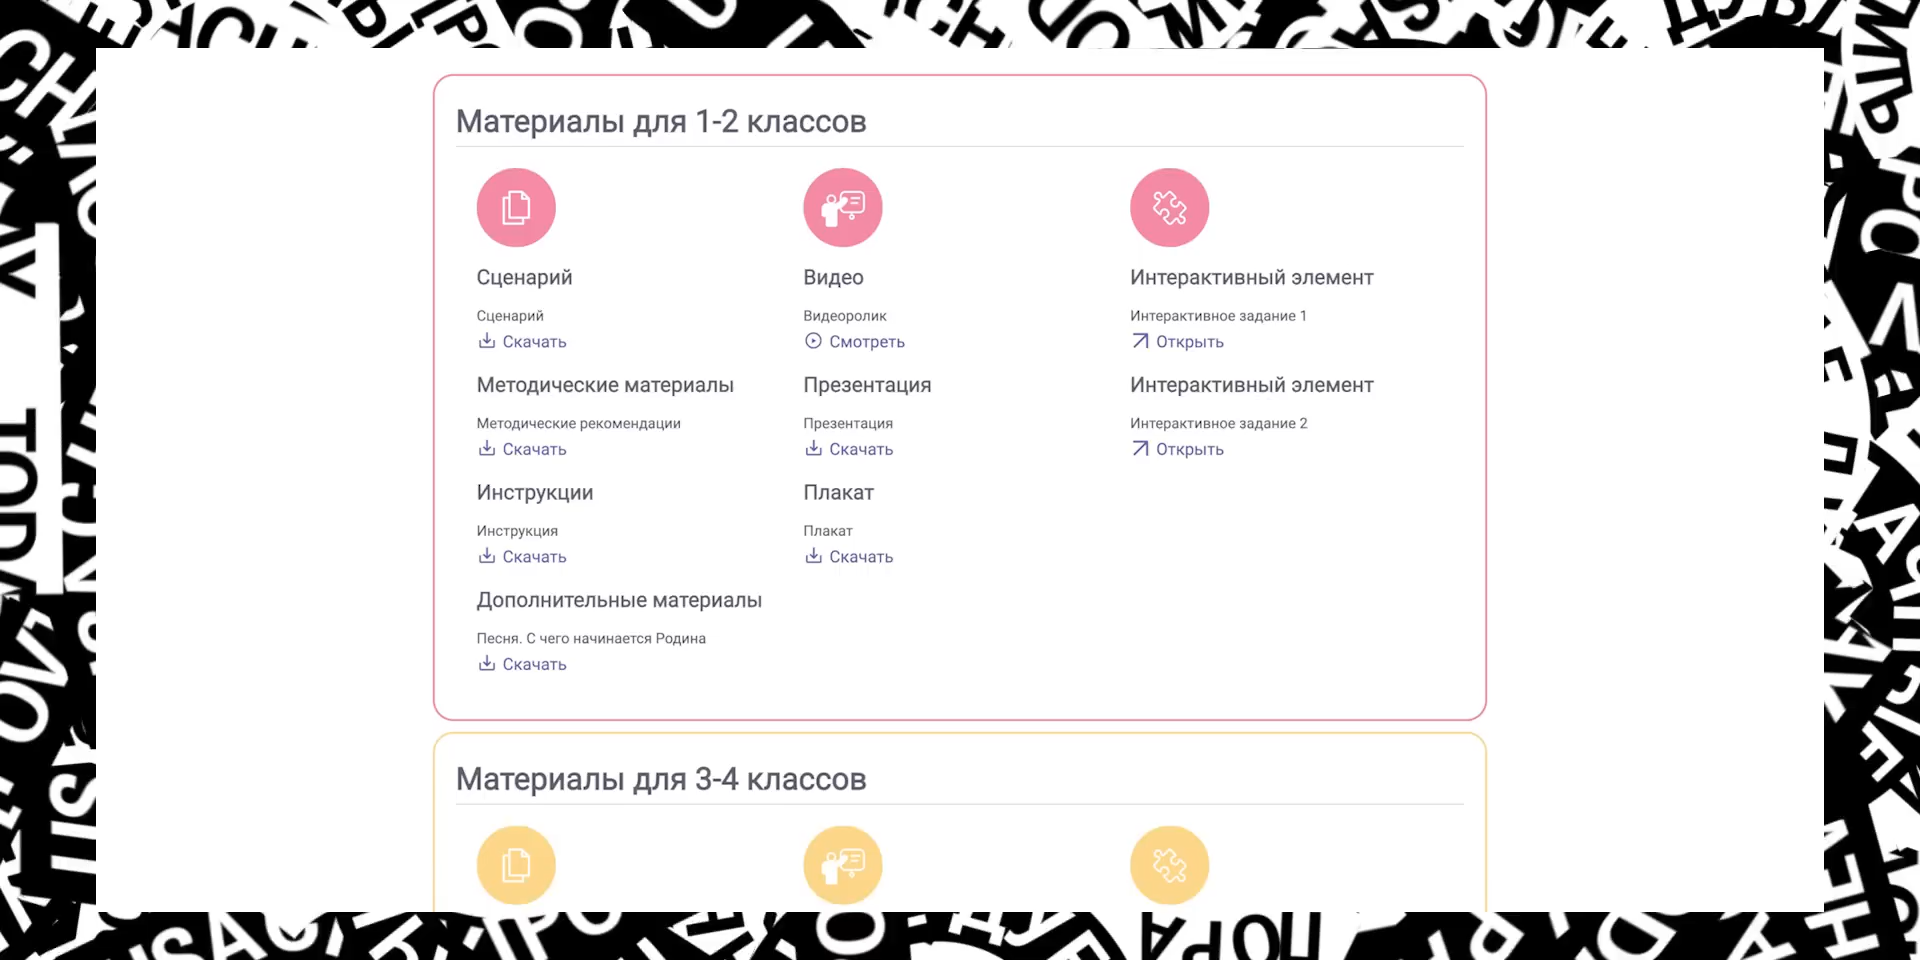 Материалы для 1-2 классов
Сценарий
Сценарий
Скачать
Методические материалы
Методические рекомендации
Скачать
Инструкции
Инструкция
Скачать
Дополнительные материалы
Песня. С чего начинается Родина
Скачать
Видео
Видеоролик
Смотреть
Презентация
Презентация
Скачать
Плакат
Плакат
Скачать
Интерактивный элемент
Интерактивное задание 1
Открыть
Интерактивный элемент
Интерактивное задание 2
Открыть
Материалы для 3-4 классов